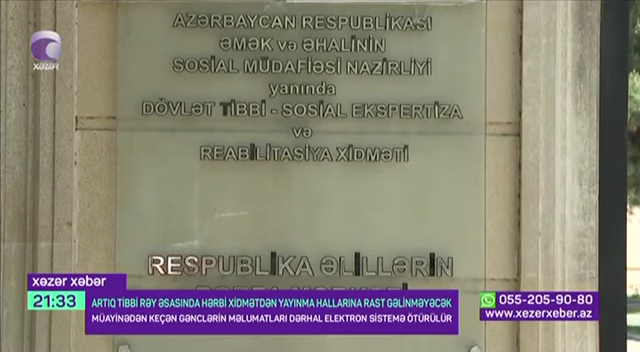 XƏZƏR
AZƏRBAYCAN RESPUBLİKASI
ƏMƏK və ƏHALİNİN
SOSİAL MÜDAFİƏSİ NAZİRLİYİ
yanında
DÖVLƏT TİBBİ - SOSİAL EKSPERTİZA
və
REABİLİTASİYA XİDMƏTİ
RESPUBLİKA ƏLİLLƏRİN
xəzər xəbər
21:33
ARTIQ TİBBİ RƏY ƏSASINDA HƏRBİ XİDMƏTDƏN YAYINMA HALLARINA RAST GƏLİNMƏYƏCƏK
MÜAYİNƏDƏN KEÇƏN GƏNCLƏRİN MƏLUMATLARI DƏRHAL ELEKTRON SİSTEMƏ ÖTÜRÜLÜR
055-205-90-80
www.xezerxeber.az